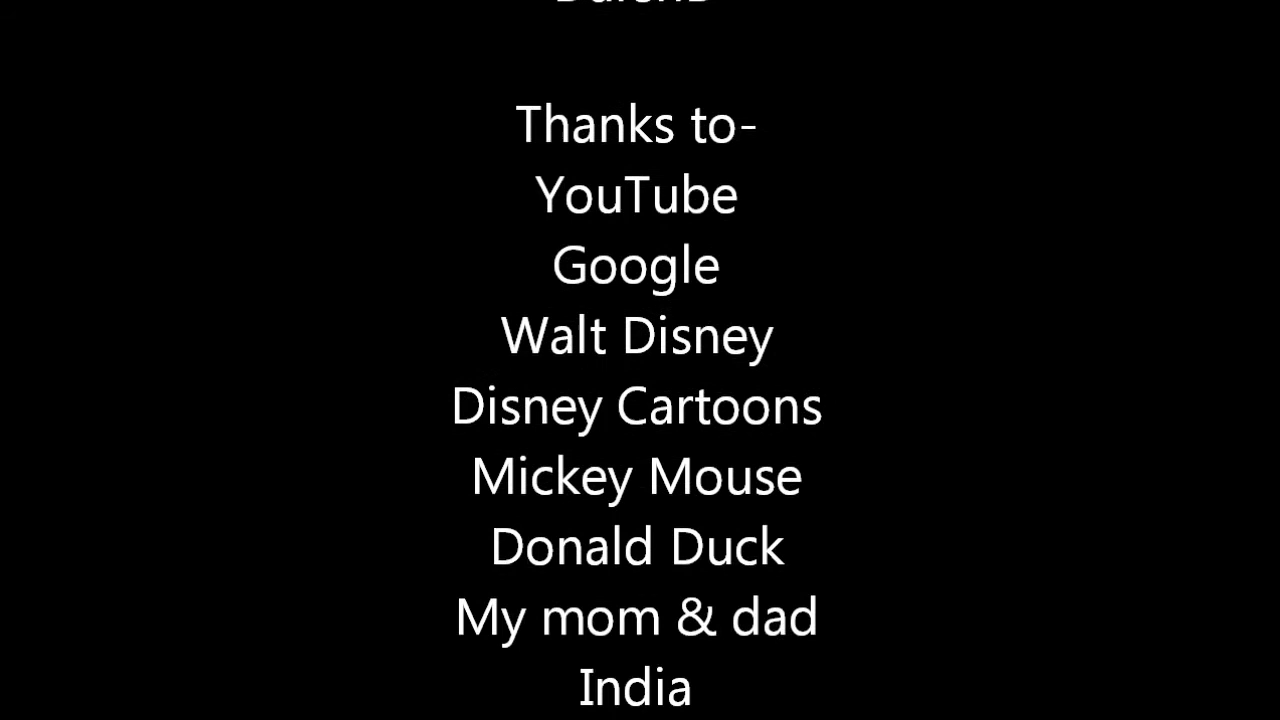 Thanks to-
YouTube
Google
Walt Disney
Disney Cartoons
Mickey Mouse
Donald Duck
My mom & dad
India